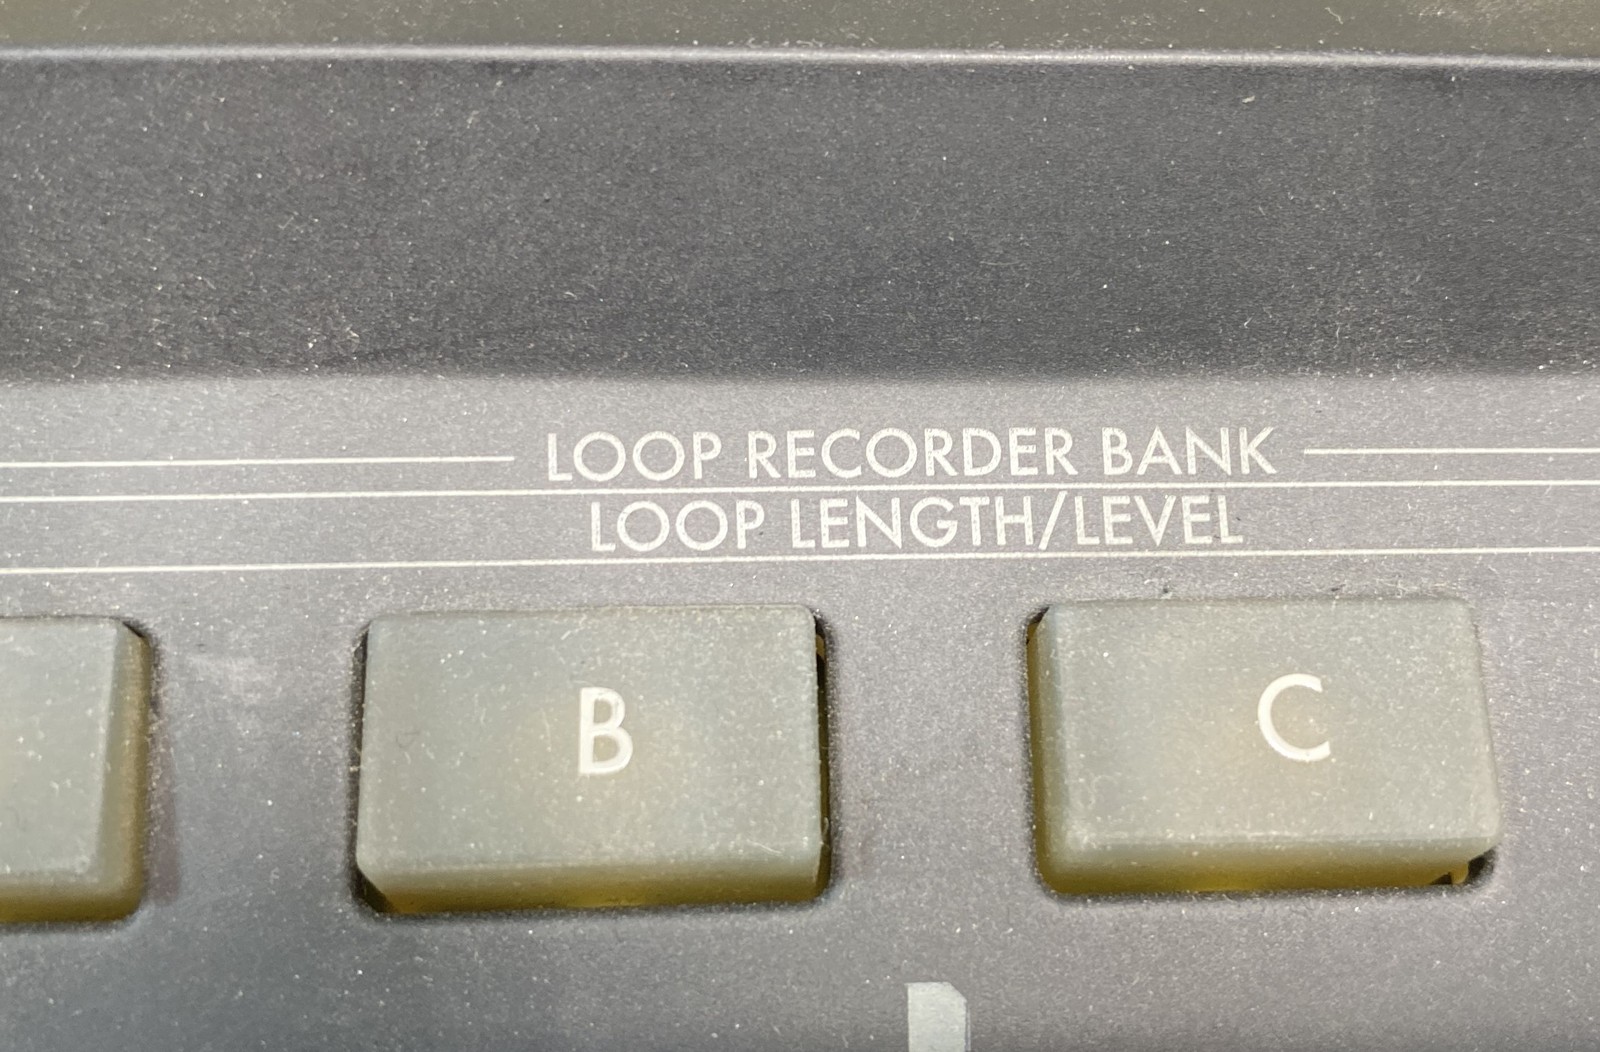 LOOP RECORDER BANK
LOOP LENGTH/LEVEL
B
C